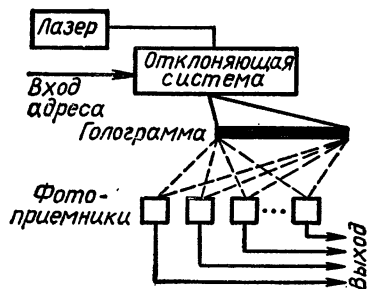 Лазер
Отклоняющая
система
Вход
адреса
Голограмма
Фото-
приемники
Выход